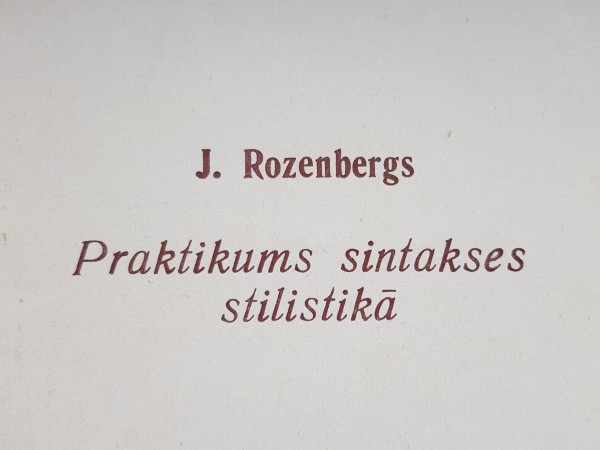 J. Rozenbergs
Praktikums sintakses
stilistikā